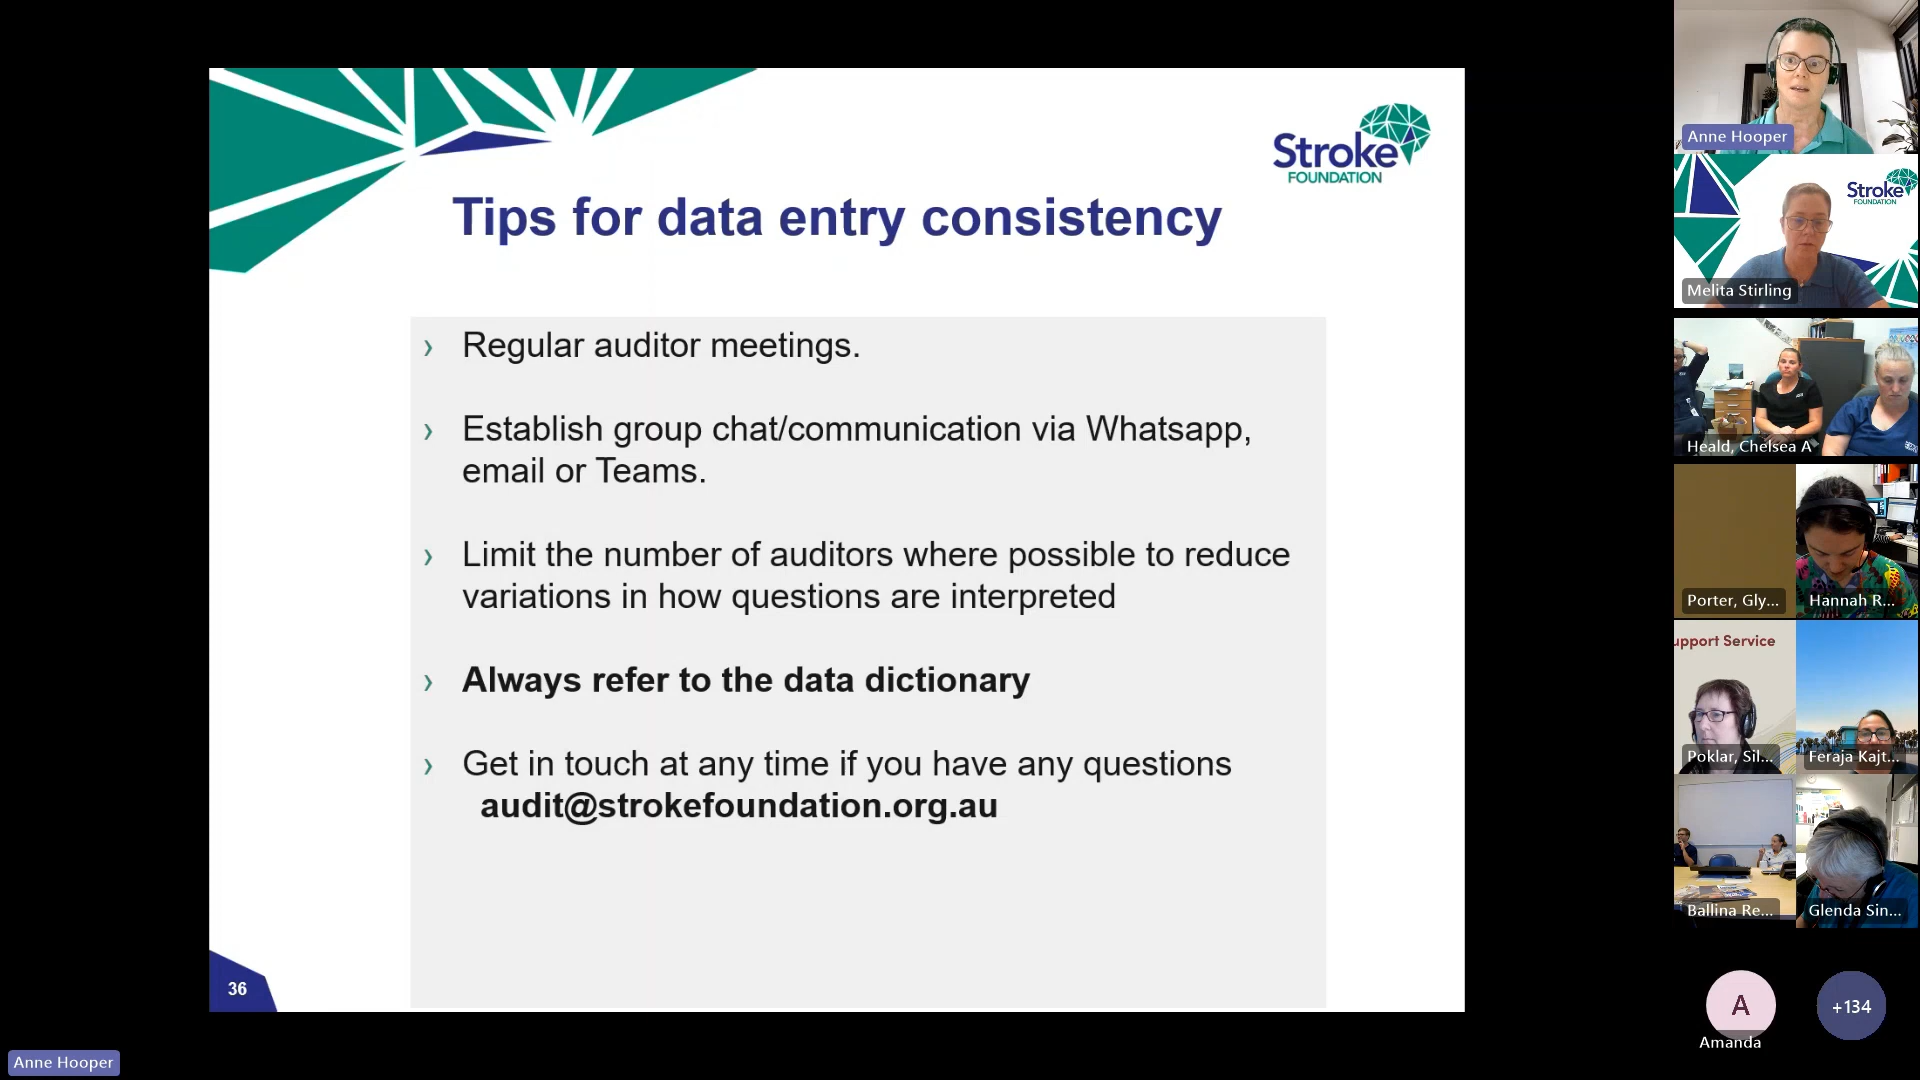 Stroke
FOUNDATION
Tips for data entry consistency
› Regular auditor meetings.
› Establish group chat/communication via Whatsapp,
email or Teams.
› Limit the number of auditors where possible to reduce
variations in how questions are interpreted
› Always refer to the data dictionary
› Get in touch at any time if you have any questions
audit@strokefoundation.org.au
36
Anne Hooper
Anne Hooper
Stroke
FOUNDATION
Melita Stirling
Heald, Chelsea A
Porter, Gly...
Hannah R...
upport Service
Poklar, Sil...
Feraja Kajt...
Ballina Re...
Glenda Sin...
A
Amanda
+134